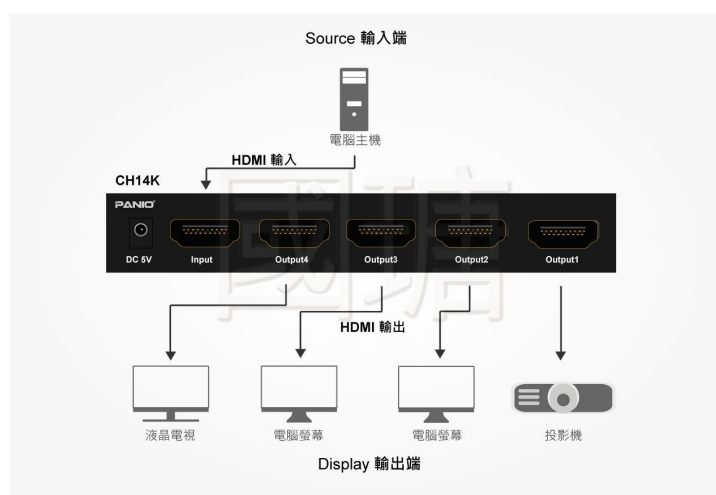 Source 輸入端
電腦主機
HDMI 輸入
CH14K
PANIO
DC 5V Input Output4 Output3 Output2 Output1
國瑭
HDMI 輸出
液晶電視 電腦螢幕 電腦螢幕 投影機
Display 輸出端